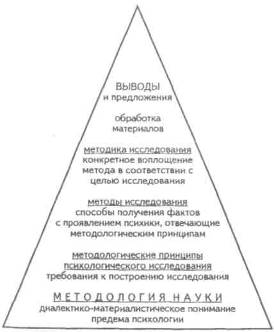 ВЫВОДЫ
и предложения
обработка
материалов
методика исследования
конкретное воплощение
метода в соответствии с
целью исследования
методы исследования
способы получения фактов
с проявлением психики, отвечающие
методологическим принципам
методологические принципы
психологического исследования
требования к построению исследования
МЕТОДОЛОГИЯ НАУКИ
диалектико-материалистическое понимание
предема психологии